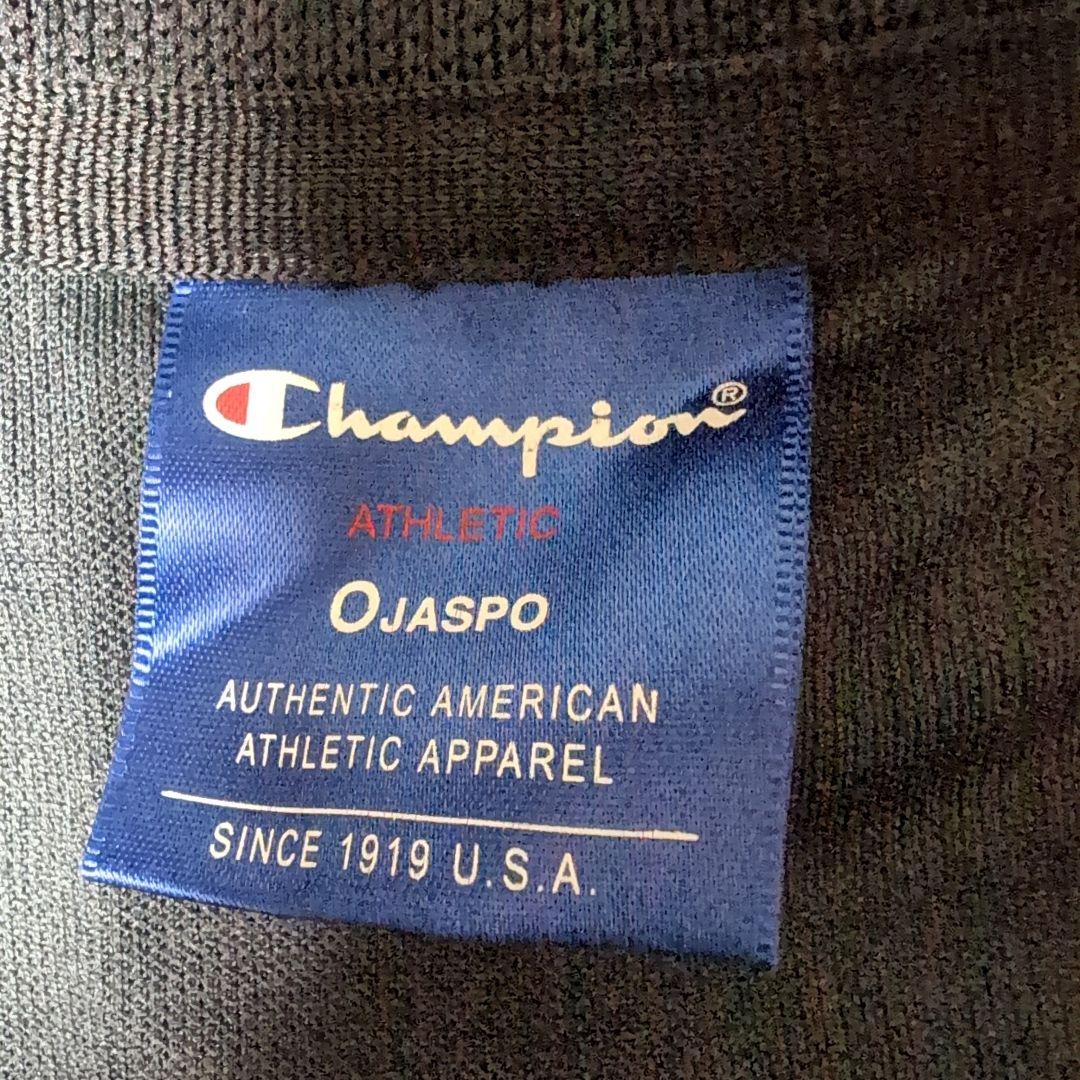 Champion®
ATHLETIC
OJASPO
AUTHENTIC AMERICAN
ATHLETIC APPAREL
SINCE 1919 U.S.A.